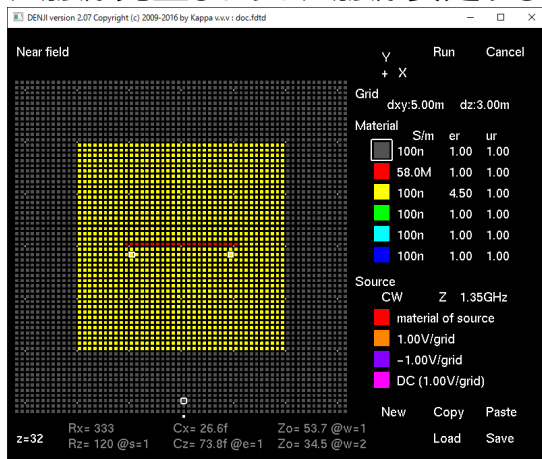 DENJI version 2.07 Copyright (c) 2009-2016 by Kappa v.v.v : doc.fdtd
Near field
Y
+ X
Run Cancel
Grid
dxy:5.00m dz:3.00m
Material
S/m er ur
100n 1.00 1.00
58.0M 1.00 1.00
100n 4.50 1.00
100n 1.00 1.00
100n 1.00 1.00
100n 1.00 1.00
Source
CW Z 1.35GHz
material of source
1.00V/grid
-1.00V/grid
DC (1.00V/grid)
New Copy Paste
Load Save
Rx= 333 Cx= 26.6f Zo= 53.7 @w=1
z=32 Rz= 120 @s=1 Cz= 73.8f @e=1 Zo= 34.5 @w=2